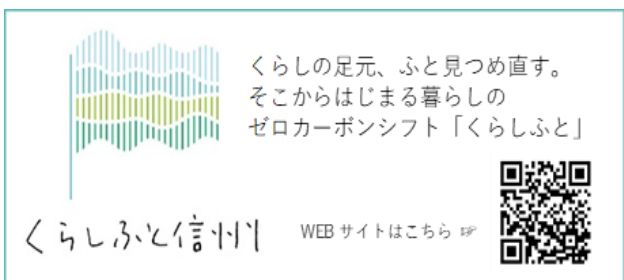 くらしの足元、ふと見つめ直す。
そこからはじまる暮らしの
ゼロカーボンシフト「くらしふと」
くらしふと信州
WEB サイトはこちら ☞